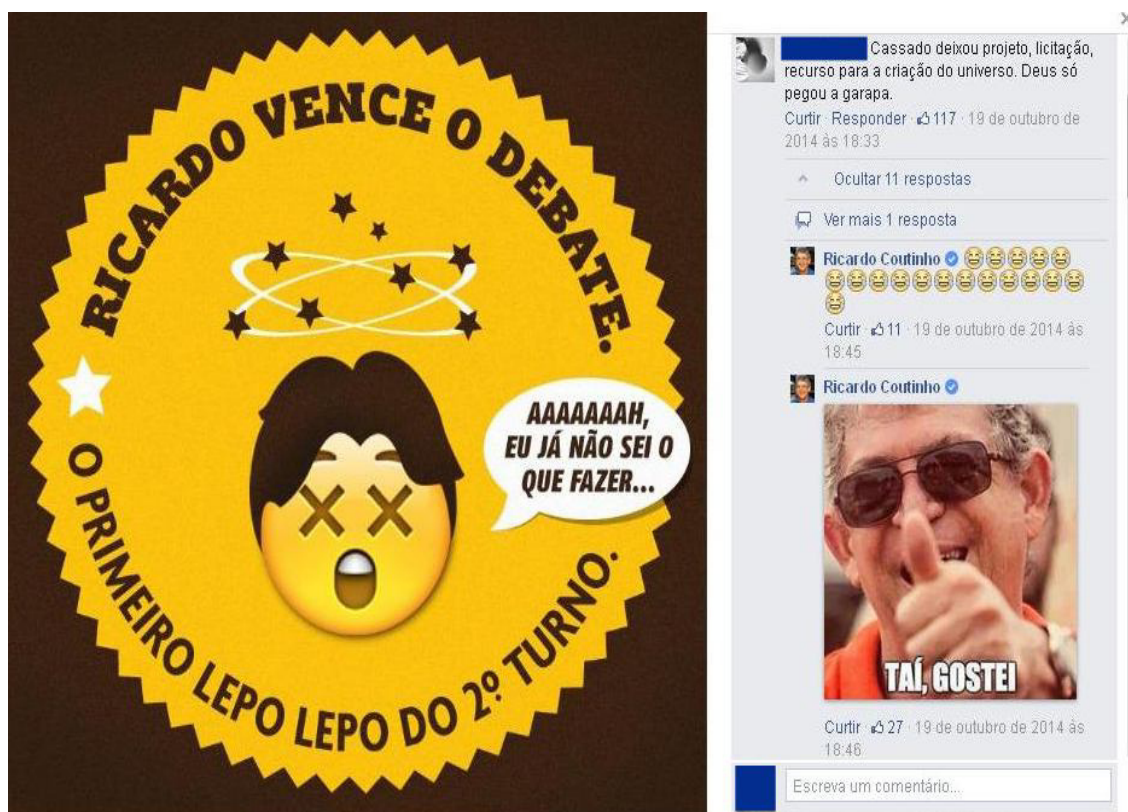 RICARDO VENCE O DEBATE.
O PRIMEIRO LEPO LEPO DO 2º TURNO.
AAAAAAAH,
EU JÁ NÃO SEI O
QUE FAZER...
Cassado deixou projeto, licitação,
recurso para a criação do universo. Deus só
pegou a garapa.
Curtir · Responder · 117 · 19 de outubro de
2014 às 18:33
Ocultar 11 respostas
Ver mais 1 resposta
Ricardo Coutinho
Curtir · 11 · 19 de outubro de 2014 às
18:45
Ricardo Coutinho
TAÍ, GOSTEI
Curtir · 27 · 19 de outubro de 2014 às
18:46
Escreva um comentário...